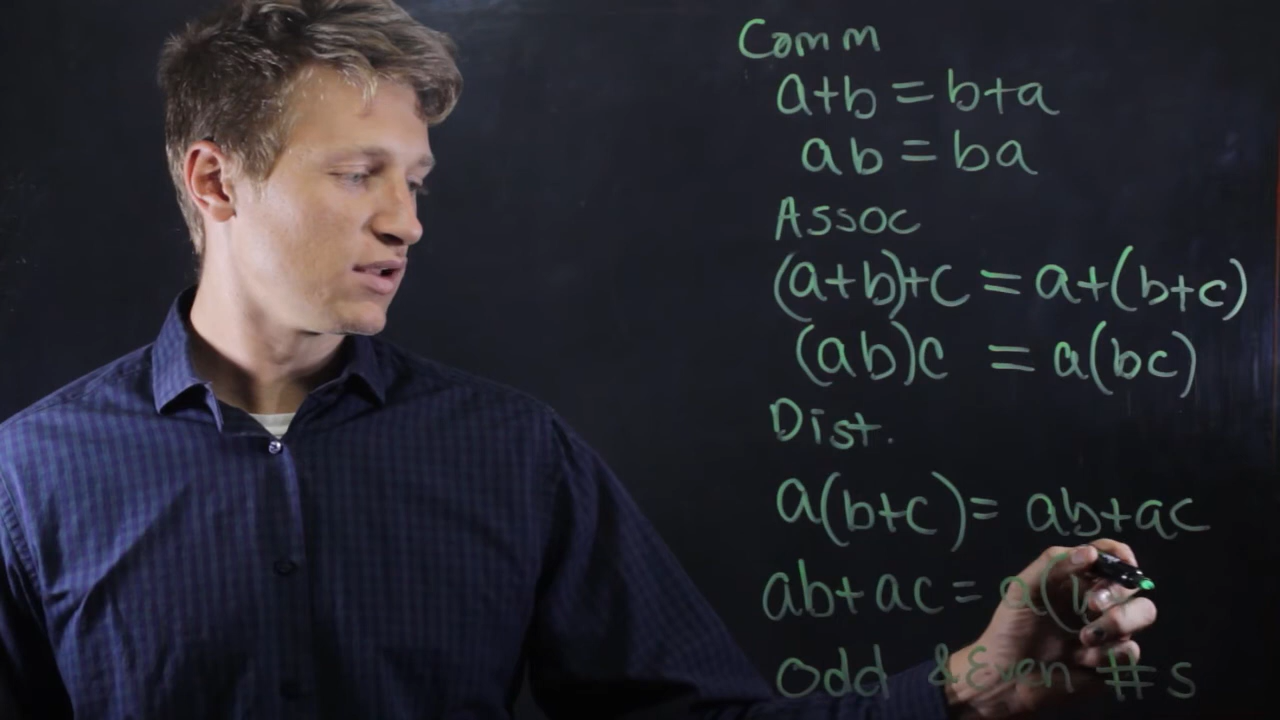 Comm
a+b = b+a
ab = ba
Assoc
(a+b)+c = a+(b+c)
(ab)c = a(bc)
Dist.
a(b+c) = ab+ac
ab+ac = a(b
odd & Even #s